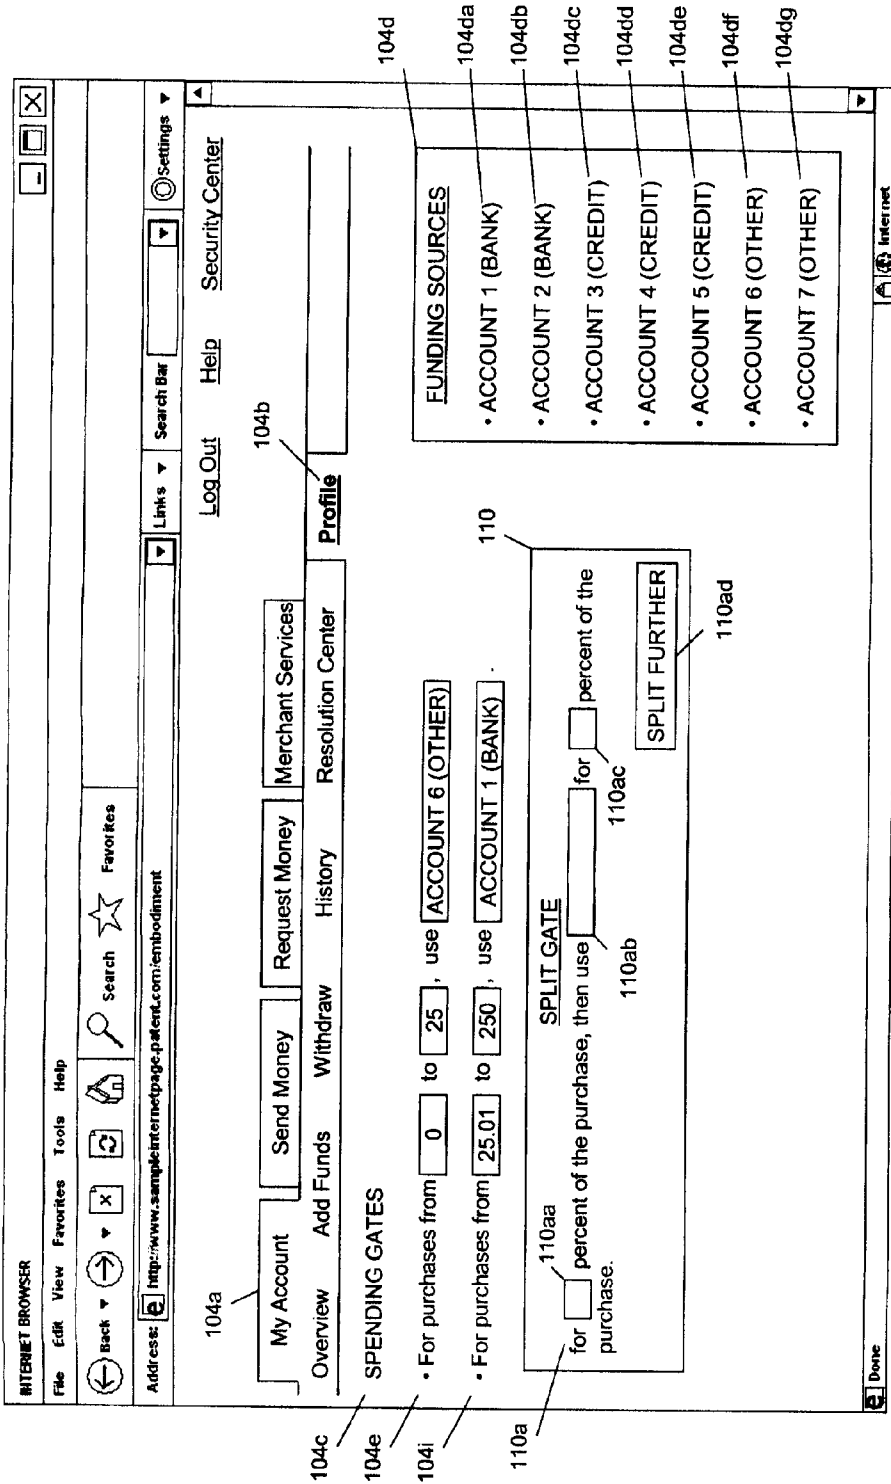 INTERNET BROWSER
File Edit View Favorites Tools Help
Back Search Favorites
Address: e http://www.sampleinternetpage.patent.com/embodiment Links Search Bar Settings
Log Out Help Security Center
104a
104b
My Account Send Money Request Money Merchant Services
Overview Add Funds Withdraw History Resolution Center Profile
104c
SPENDING GATES
104d
FUNDING SOURCES
• ACCOUNT 1 (BANK) 104da
• ACCOUNT 2 (BANK) 104db
• ACCOUNT 3 (CREDIT) 104dc
• ACCOUNT 4 (CREDIT) 104dd
• ACCOUNT 5 (CREDIT) 104de
• ACCOUNT 6 (OTHER) 104df
• ACCOUNT 7 (OTHER) 104dg
104e
• For purchases from 0 to 25 , use ACCOUNT 6 (OTHER)
104i
• For purchases from 25.01 to 250 , use ACCOUNT 1 (BANK) .
110
SPLIT GATE
110a
110aa
for percent of the purchase, then use for percent of the
purchase.
110ab
110ac
SPLIT FURTHER
110ad
e Done Internet